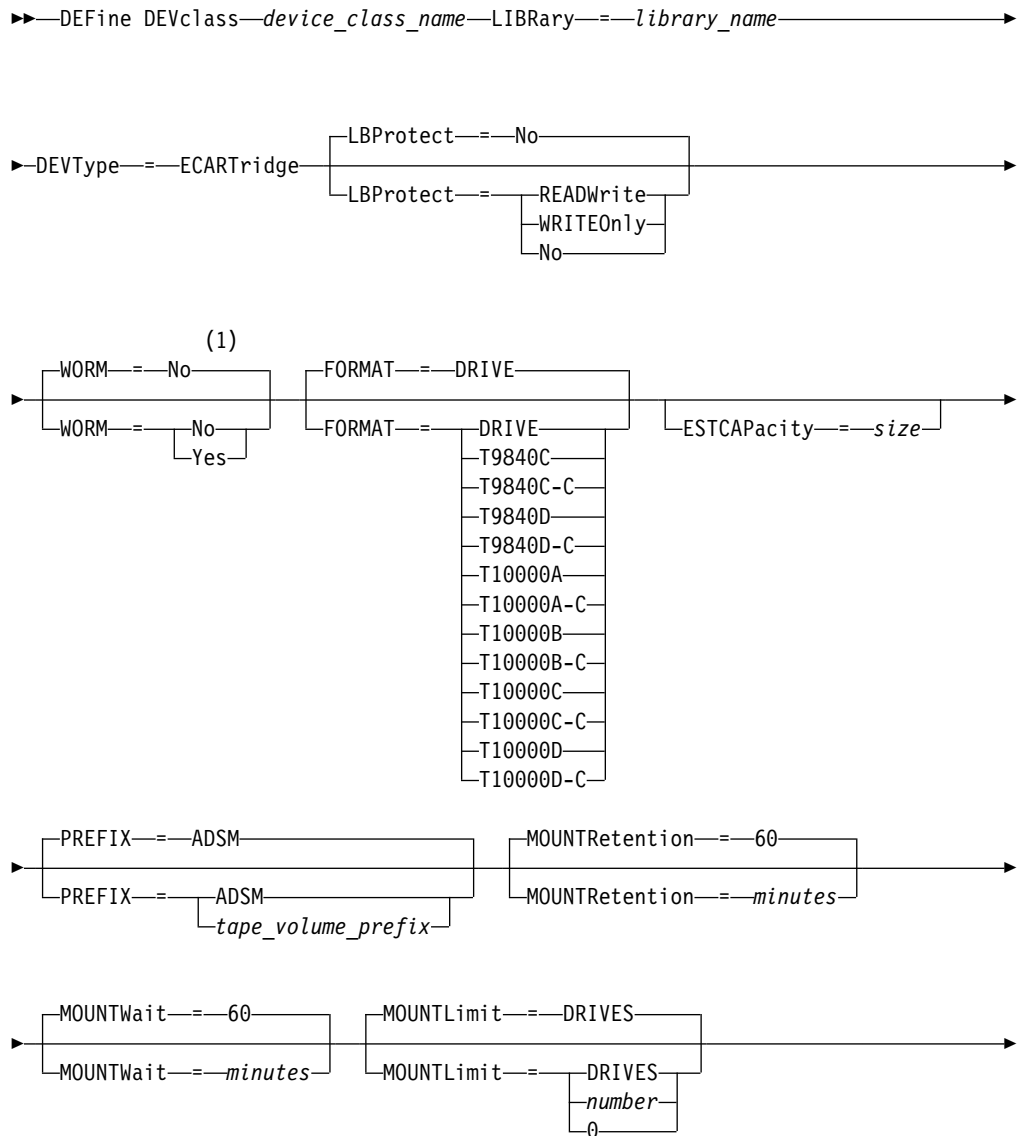 DEFine DEVclass device_class_name LIBRary = library_name
LBProtect = No
DEVType = ECARTridge
LBProtect = READWrite
WRITEOnly
No
(1)
WORM = No
FORMAT = DRIVE
WORM = No
Yes
FORMAT = DRIVE
T9840C
T9840C-C
T9840D
T9840D-C
T10000A
T10000A-C
T10000B
T10000B-C
T10000C
T10000C-C
T10000D
T10000D-C
ESTCAPacity = size
PREFIX = ADSM
MOUNTRetention = 60
PREFIX = ADSM
tape_volume_prefix
MOUNTRetention = minutes
MOUNTWait = 60
MOUNTLimit = DRIVES
MOUNTWait = minutes
MOUNTLimit = DRIVES
number
0